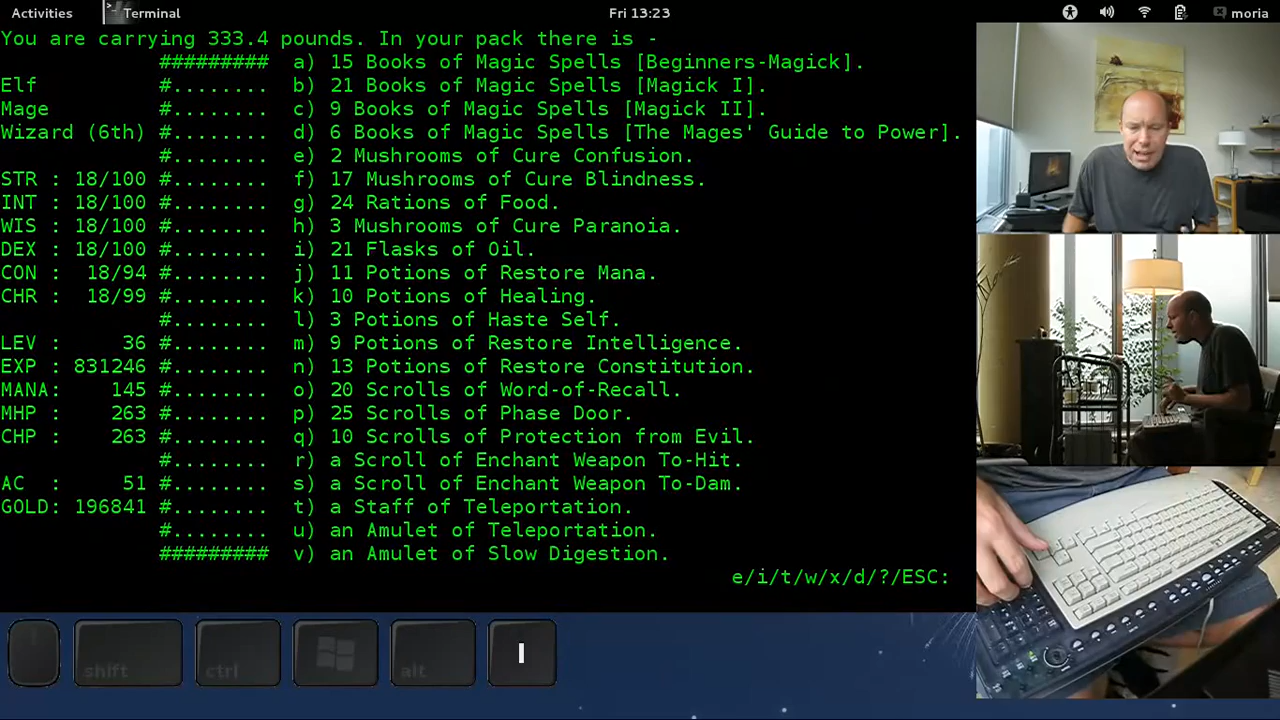 Activities Terminal Fri 13:23 moria
You are carrying 333.4 pounds. In your pack there is -
######### a) 15 Books of Magic Spells [Beginners-Magick].
Elf #........ b) 21 Books of Magic Spells [Magick I].
Mage #........ c) 9 Books of Magic Spells [Magick II].
Wizard (6th) #........ d) 6 Books of Magic Spells [The Mages' Guide to Power].
#........ e) 2 Mushrooms of Cure Confusion.
STR : 18/100 #........ f) 17 Mushrooms of Cure Blindness.
INT : 18/100 #........ g) 24 Rations of Food.
WIS : 18/100 #........ h) 3 Mushrooms of Cure Paranoia.
DEX : 18/100 #........ i) 21 Flasks of Oil.
CON : 18/94 #........ j) 11 Potions of Restore Mana.
CHR : 18/99 #........ k) 10 Potions of Healing.
#........ l) 3 Potions of Haste Self.
LEV : 36 #........ m) 9 Potions of Restore Intelligence.
EXP : 831246 #........ n) 13 Potions of Restore Constitution.
MANA: 145 #........ o) 20 Scrolls of Word-of-Recall.
MHP : 263 #........ p) 25 Scrolls of Phase Door.
CHP : 263 #........ q) 10 Scrolls of Protection from Evil.
#........ r) a Scroll of Enchant Weapon To-Hit.
AC : 51 #........ s) a Scroll of Enchant Weapon To-Dam.
GOLD: 196841 #........ t) a Staff of Teleportation.
#........ u) an Amulet of Teleportation.
######### v) an Amulet of Slow Digestion.
e/i/t/w/x/d/?/ESC:
shift ctrl alt I